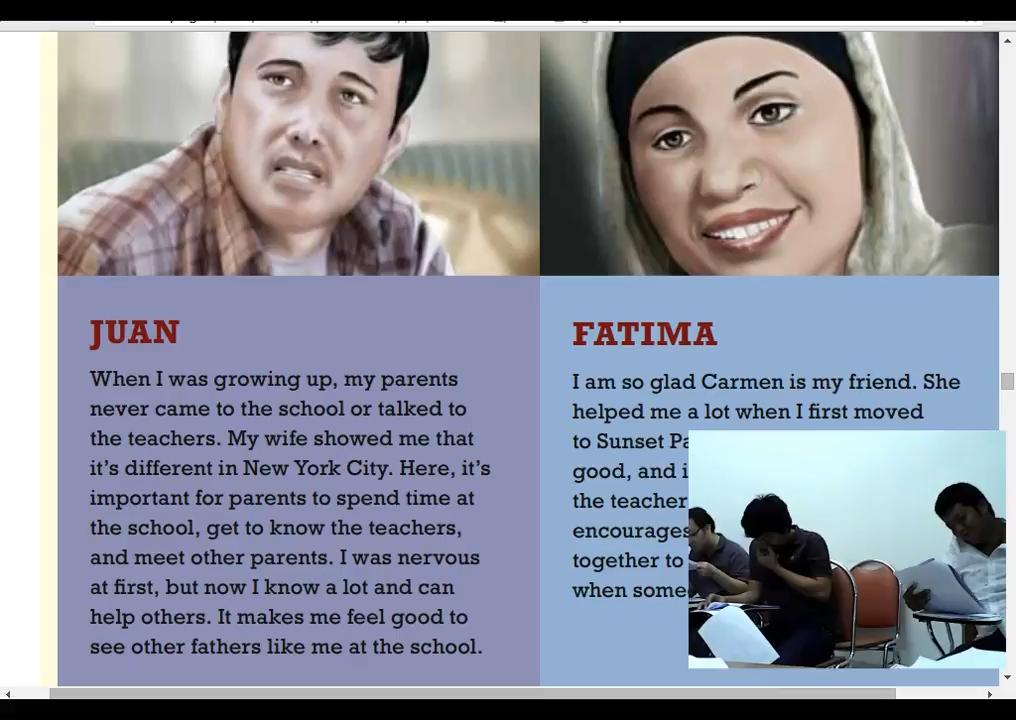 JUAN
When I was growing up, my parents
never came to the school or talked to
the teachers. My wife showed me that
it's different in New York City. Here, it's
important for parents to spend time at
the school, get to know the teachers,
and meet other parents. I was nervous
at first, but now I know a lot and can
help others. It makes me feel good to
see other fathers like me at the school.
FATIMA
I am so glad Carmen is my friend. She
helped me a lot when I first moved
to Sunset
good, and
the teacher
encourages
together to
when some